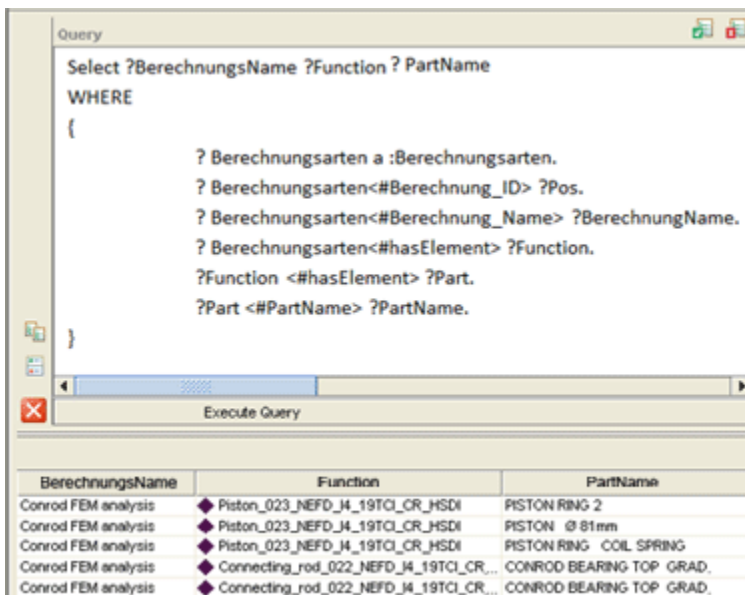 Query
Select ?BerechnungsName ?Function ? PartName
WHERE
{
? Berechnungsarten a :Berechnungsarten.
? Berechnungsarten<#Berechnung_ID> ?Pos.
? Berechnungsarten<#Berechnung_Name> ?BerechnungName.
? Berechnungsarten<#hasElement> ?Function.
?Function <#hasElement> ?Part.
?Part <#PartName> ?PartName.
}
Execute Query
BerechnungsName Function PartName
Conrod FEM analysis Piston_023_NEFD_I4_19TCI_CR_HSDI PISTON RING 2
Conrod FEM analysis Piston_023_NEFD_I4_19TCI_CR_HSDI PISTON Ø 81mm
Conrod FEM analysis Piston_023_NEFD_I4_19TCI_CR_HSDI PISTON RING COIL SPRING
Conrod FEM analysis Connecting_rod_022_NEFD_I4_19TCI_CR,... CONROD BEARING TOP GRAD,
Conrod FEM analysis Connecting_rod_022_NEFD_I4_19TCI_CR,... CONROD BEARING TOP GRAD,